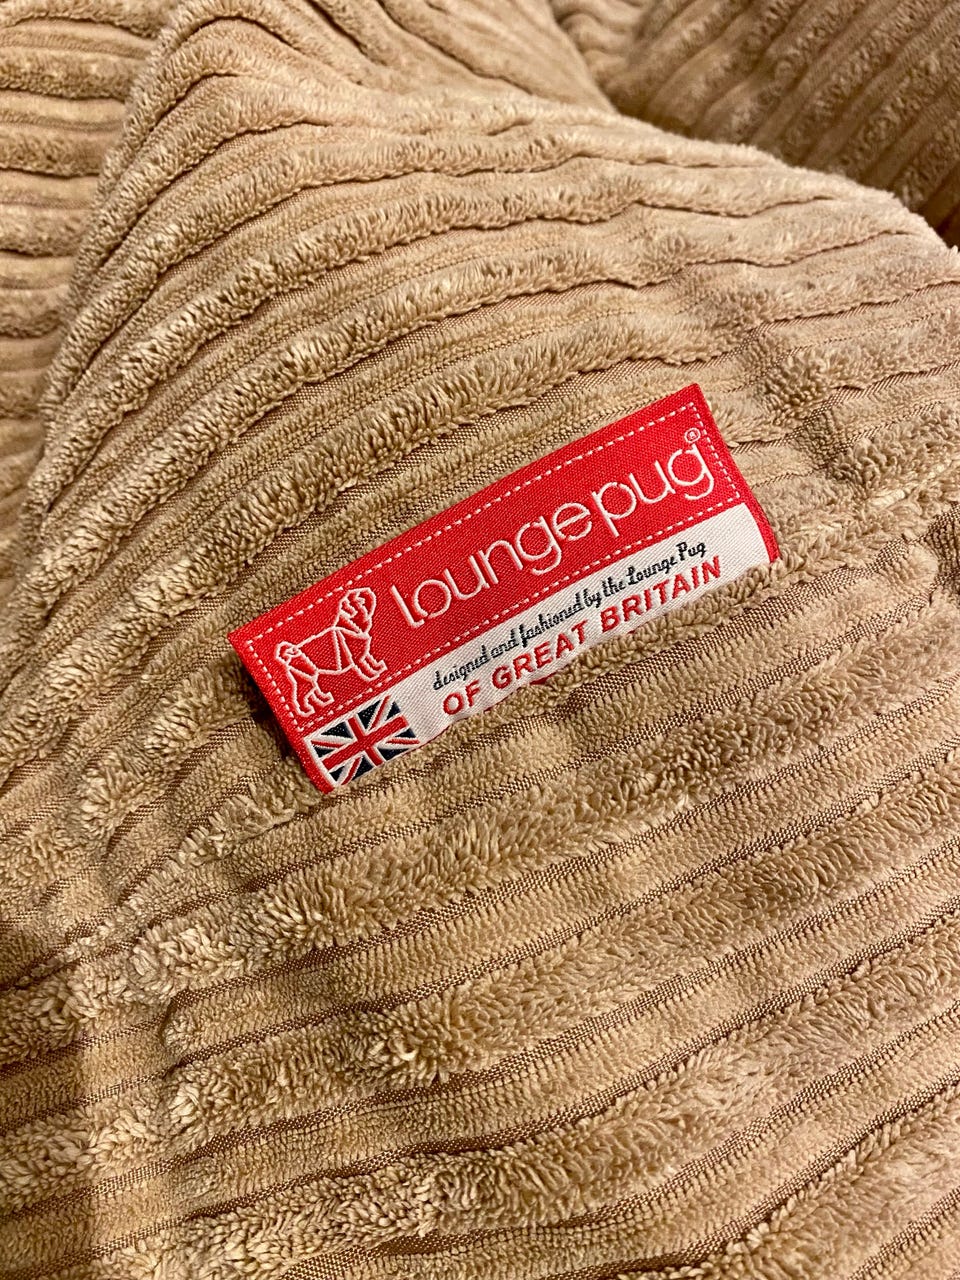 loungepug®
designed and fashioned by the Lounge Pug
OF GREAT BRITAIN